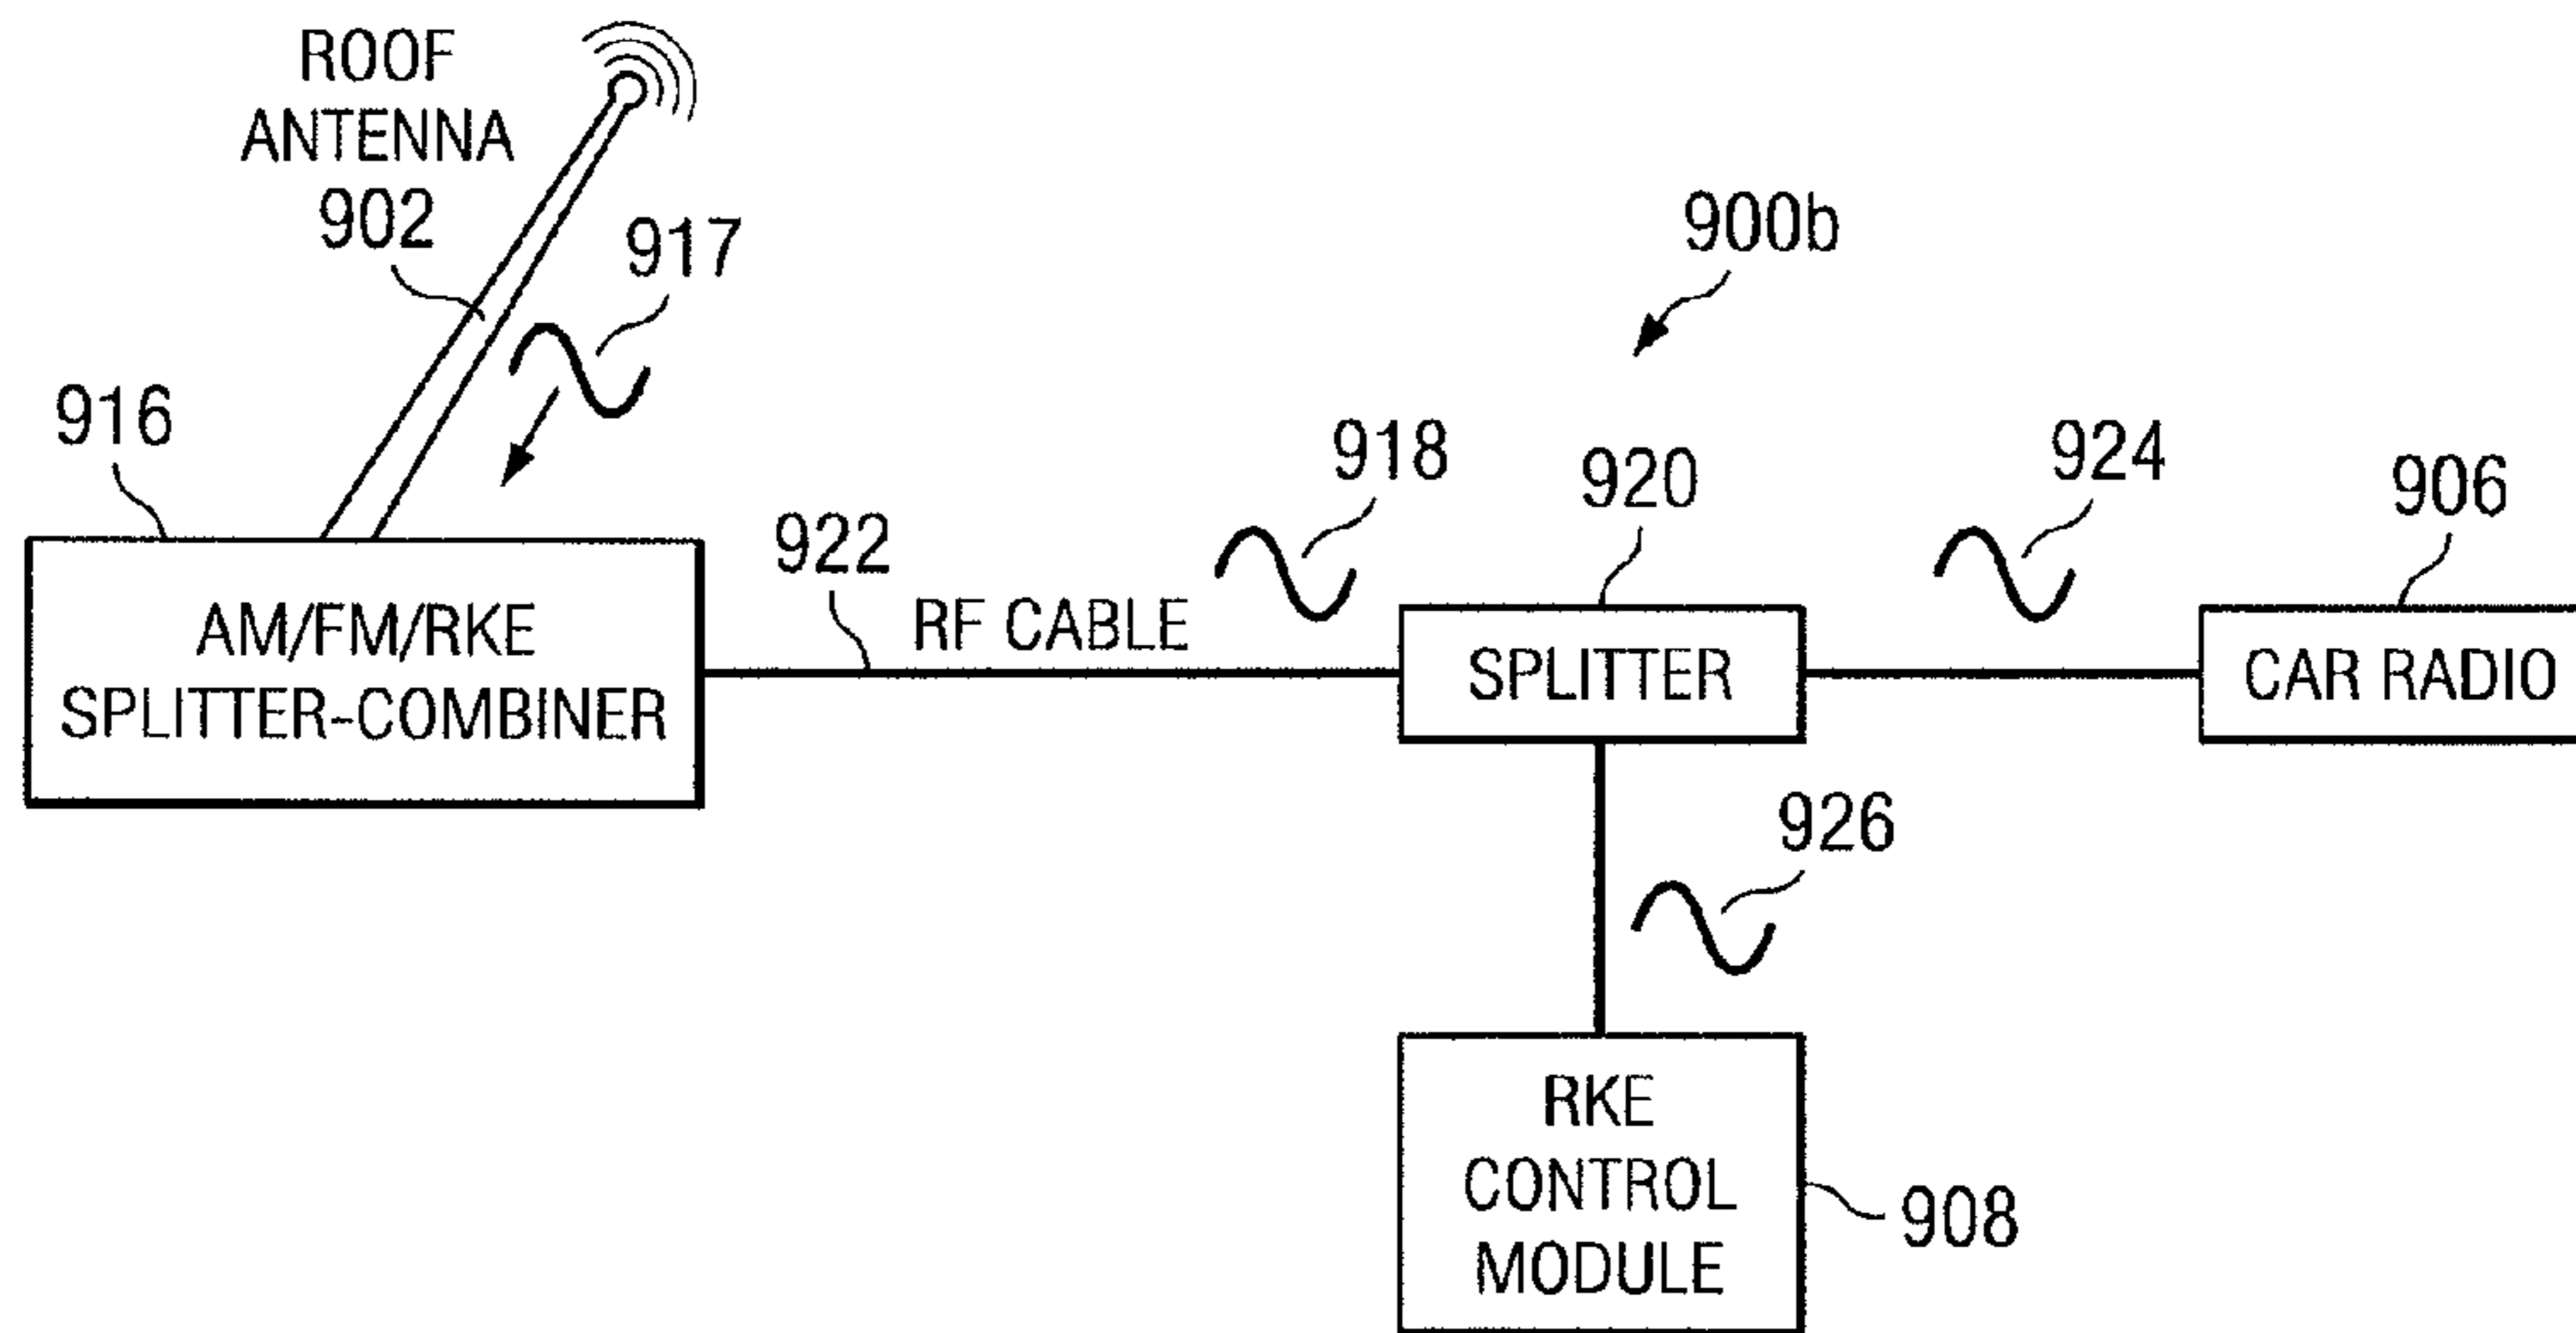 ROOF
ANTENNA
902
917
900b
916
918
920
924
906
922
AM/FM/RKE
SPLITTER-COMBINER
RF CABLE
SPLITTER
CAR RADIO
926
RKE
CONTROL
MODULE
908